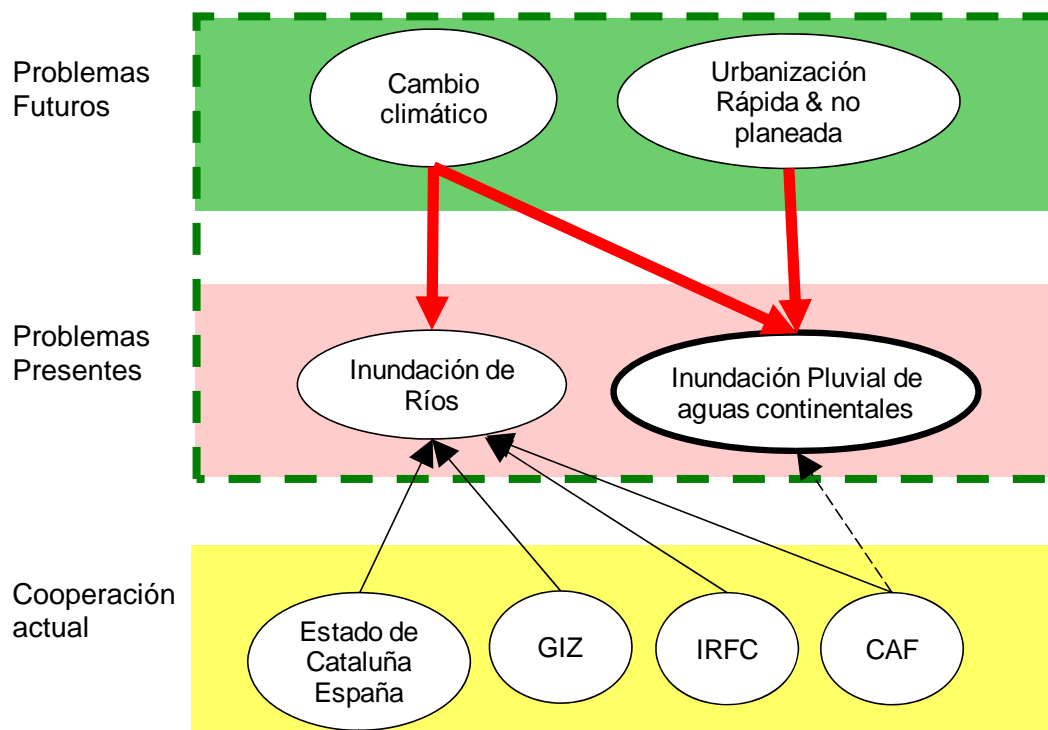 Problemas
Futuros
Cambio
climático
Urbanización
Rápida & no
planeada
Problemas
Presentes
Inundación de
Ríos
Inundación Pluvial de
aguas continentales
Cooperación
actual
Estado de
Cataluña
España
GIZ
IRFC
CAF